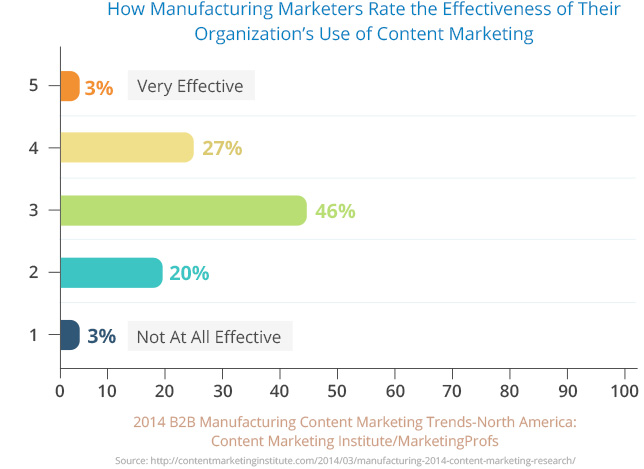 How Manufacturing Marketers Rate the Effectiveness of Their
Organization's Use of Content Marketing
5 3% Very Effective
4 27%
3 46%
2 20%
1 3% Not At All Effective
0 10 20 30 40 50 60 70 80 90 100
2014 B2B Manufacturing Content Marketing Trends-North America:
Content Marketing Institute/MarketingProfs
Source: http://contentmarketinginstitute.com/2014/03/manufacturing-2014-content-marketing-research/